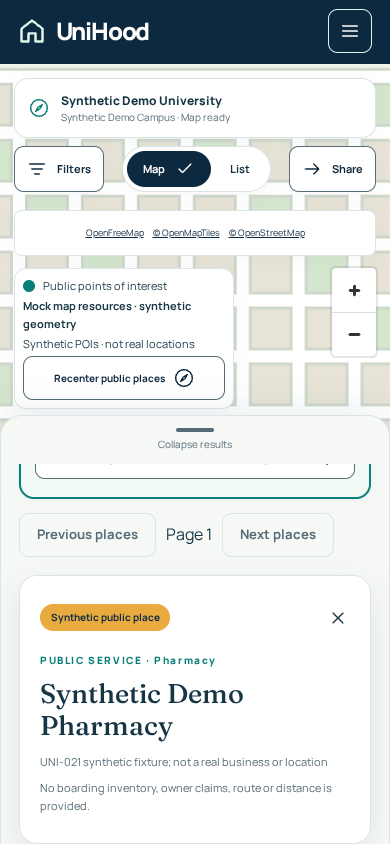 UniHood
Synthetic Demo University
Synthetic Demo Campus · Map ready
Filters
Map
List
Share
OpenFreeMap © OpenMapTiles © OpenStreetMap
Public points of interest
Mock map resources · synthetic
geometry
Synthetic POIs · not real locations
Recenter public places
+
−
Collapse results
Previous places
Page 1
Next places
Synthetic public place
PUBLIC SERVICE · Pharmacy
Synthetic Demo
Pharmacy
UNI-021 synthetic fixture; not a real business or location
No boarding inventory, owner claims, route or distance is
provided.